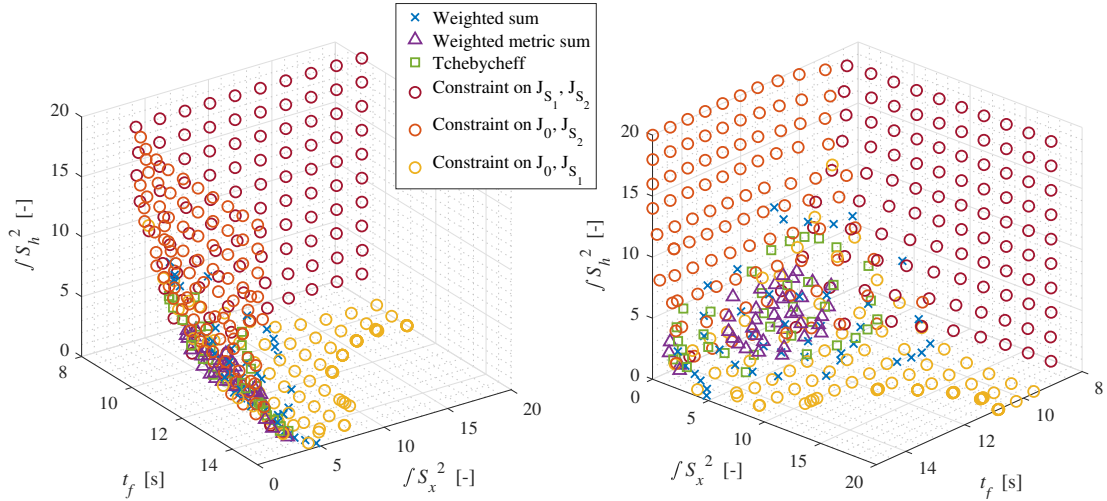 Weighted sum
Weighted metric sum
Tchebycheff
Constraint on J_{S_1}, J_{S_2}
Constraint on J_0, J_{S_2}
Constraint on J_0, J_{S_1}
20
15
10
5
0
∫ S_h^2 [-]
8
10
12
14
t_f [s]
0
5
10
15
20
∫ S_x^2 [-]
20
15
10
5
0
∫ S_h^2 [-]
0
5
10
15
20
∫ S_x^2 [-]
14
12
10
8
t_f [s]